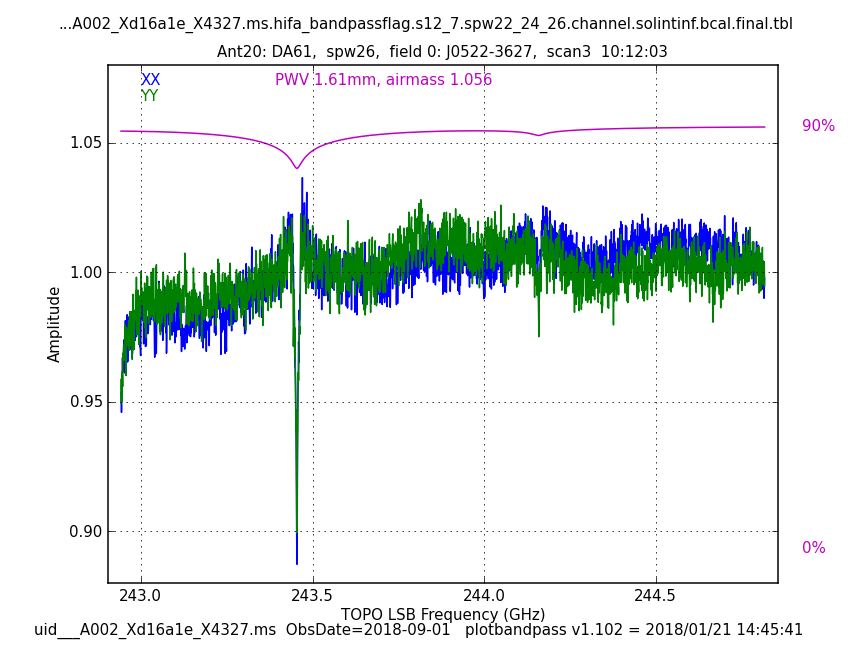 ...A002_Xd16a1e_X4327.ms.hifa_bandpassflag.s12_7.spw22_24_26.channel.solintinf.bcal.final.tbl
Ant20: DA61,  spw26,  field 0: J0522-3627,  scan3  10:12:03
XX
PWV 1.61mm, airmass 1.056
YY
90%
1.05
1.00
0.95
0.90
Amplitude
0%
243.0 243.5 244.0 244.5
TOPO LSB Frequency (GHz)
uid___A002_Xd16a1e_X4327.ms  ObsDate=2018-09-01   plotbandpass v1.102 = 2018/01/21 14:45:41